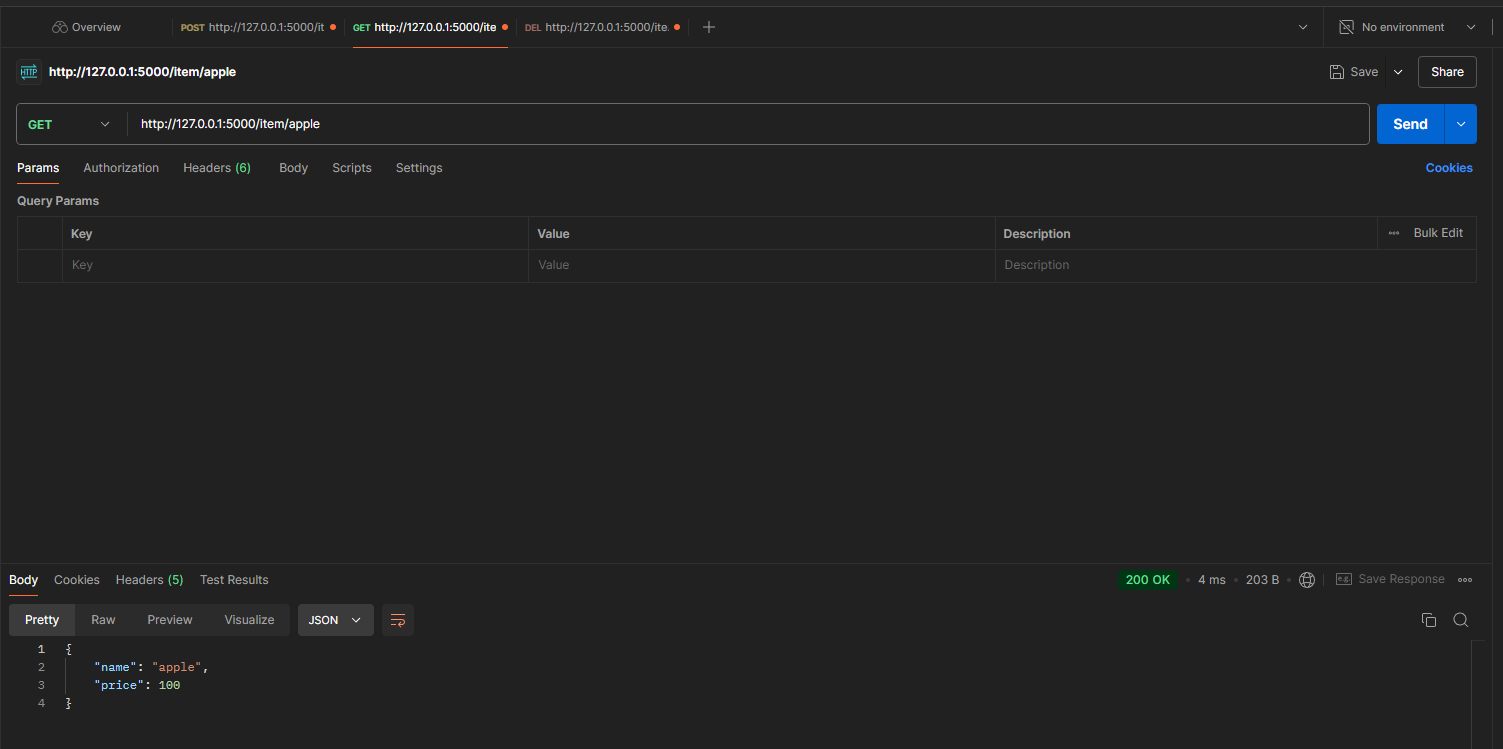 Overview POST http://127.0.0.1:5000/it GET http://127.0.0.1:5000/ite DEL http://127.0.0.1:5000/ite. No environment
HTTP http://127.0.0.1:5000/item/apple Save Share
GET http://127.0.0.1:5000/item/apple Send
Params Authorization Headers (6) Body Scripts Settings Cookies
Query Params
Key Value Description Bulk Edit
Key Value Description
Body Cookies Headers (5) Test Results 200 OK 4 ms 203 B e.g. Save Response
Pretty Raw Preview Visualize JSON
1 {
2 "name": "apple",
3 "price": 100
4 }